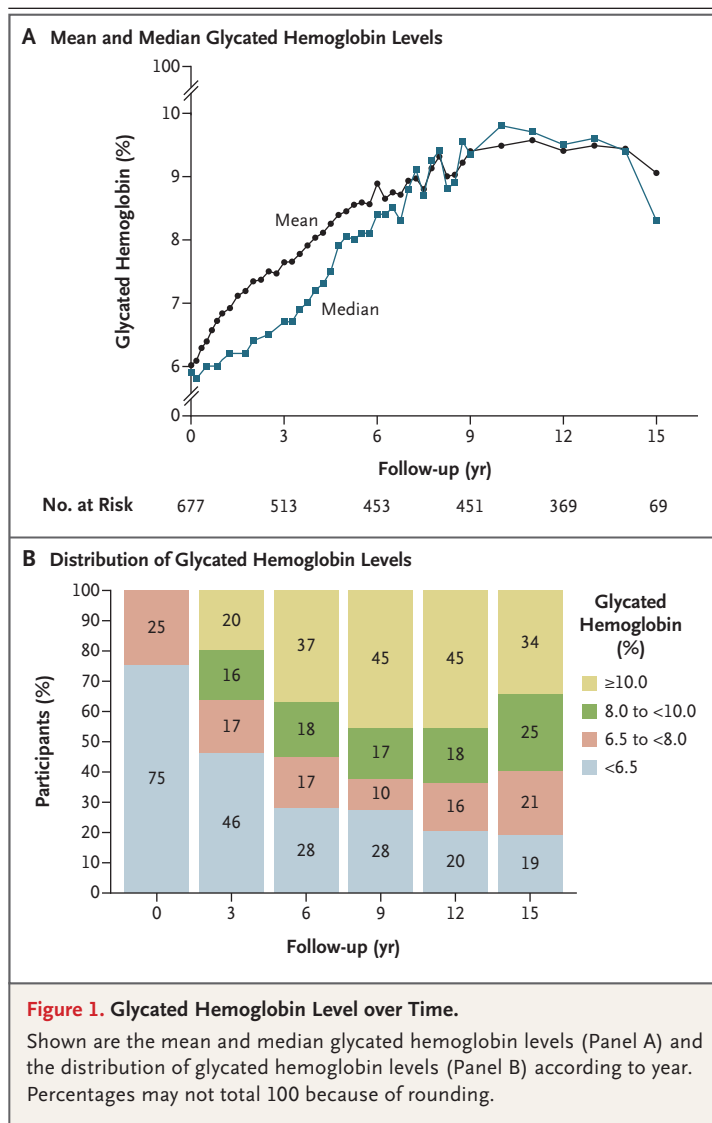 A Mean and Median Glycated Hemoglobin Levels
100
10
9
8
7
6
0
Glycated Hemoglobin (%)
Mean
Median
0 3 6 9 12 15
Follow-up (yr)
No. at Risk 677 513 453 451 369 69
B Distribution of Glycated Hemoglobin Levels
100
90
80
70
60
50
40
30
20
10
0
Participants (%)
25 20 37 45 45 34
16 18 17 18 25
17 17 10 16 21
75 46 28 28 20 19
0 3 6 9 12 15
Follow-up (yr)
Glycated
Hemoglobin
(%)
≥10.0
8.0 to <10.0
6.5 to <8.0
<6.5
Figure 1. Glycated Hemoglobin Level over Time.
Shown are the mean and median glycated hemoglobin levels (Panel A) and
the distribution of glycated hemoglobin levels (Panel B) according to year.
Percentages may not total 100 because of rounding.